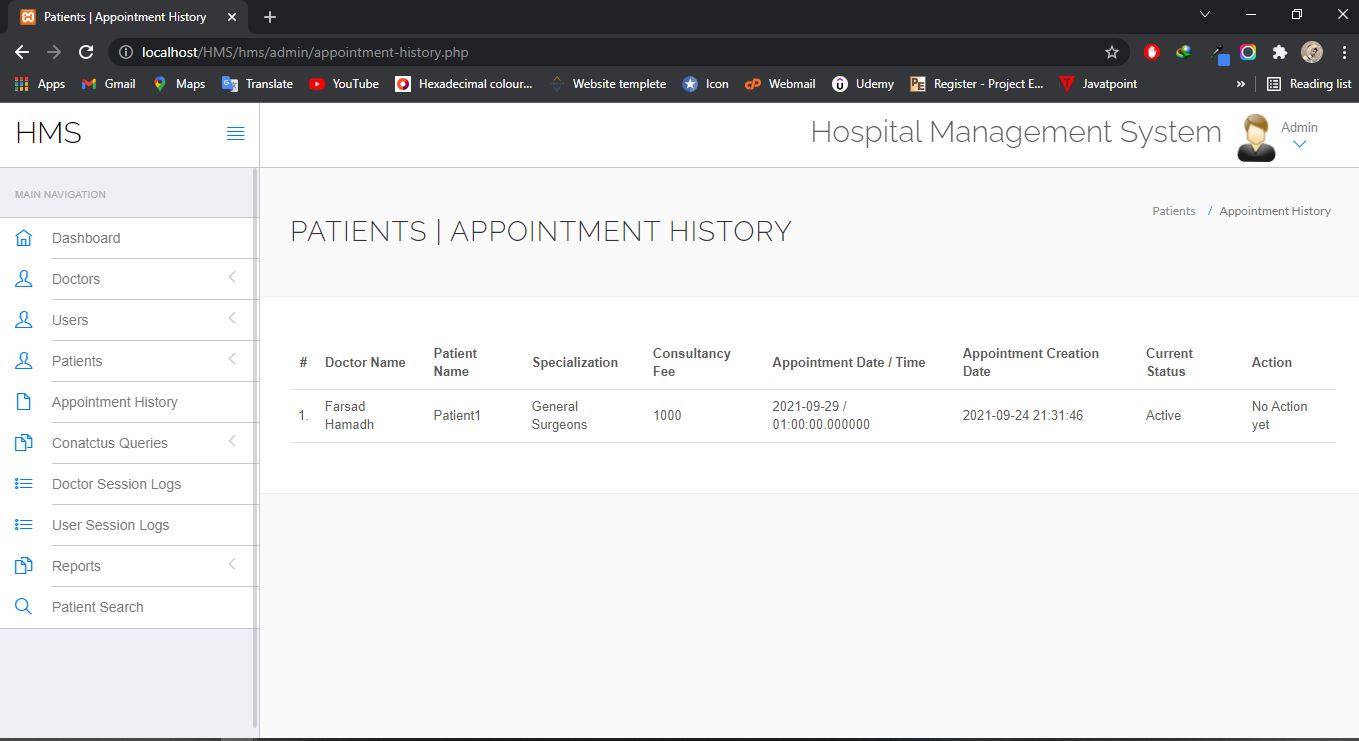 Patients | Appointment History
localhost/HMS/hms/admin/appointment-history.php
Apps Gmail Maps Translate YouTube Hexadecimal colour... Website templete Icon cP Webmail Udemy Register - Project E... Javatpoint » Reading list
HMS
Hospital Management System
Admin
MAIN NAVIGATION
Dashboard
Doctors
Users
Patients
Appointment History
Conatctus Queries
Doctor Session Logs
User Session Logs
Reports
Patient Search
PATIENTS | APPOINTMENT HISTORY
Patients / Appointment History
# Doctor Name Patient Name Specialization Consultancy Fee Appointment Date / Time Appointment Creation Date Current Status Action
1. Farsad Hamadh Patient1 General Surgeons 1000 2021-09-29 / 01:00:00.000000 2021-09-24 21:31:46 Active No Action yet